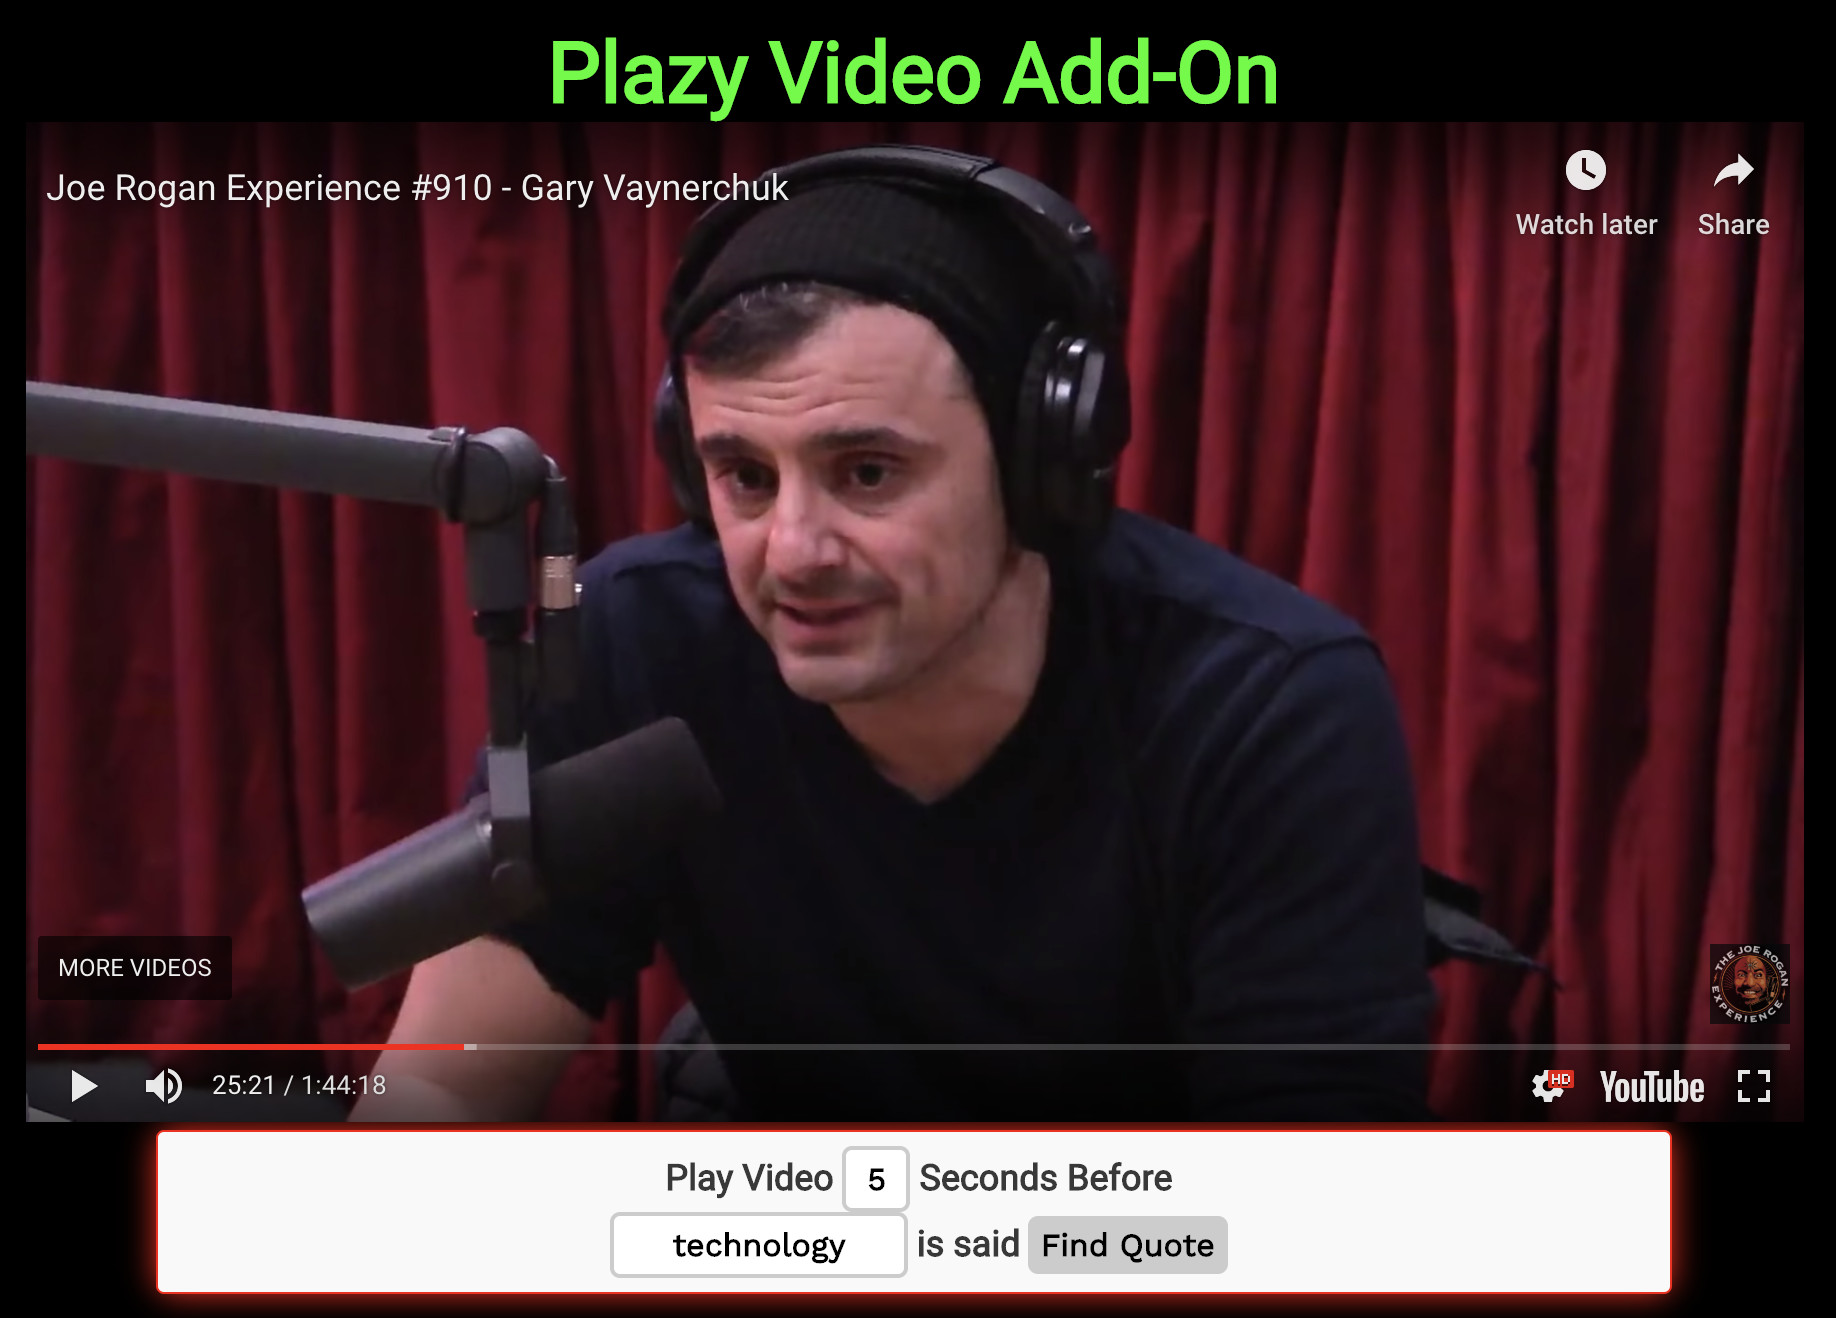 Plazy Video Add-On
Joe Rogan Experience #910 - Gary Vaynerchuk
Watch later
Share
MORE VIDEOS
THE JOE ROGAN EXPERIENCE
25:21 / 1:44:18
HD
YouTube
Play Video 5 Seconds Before
technology is said Find Quote